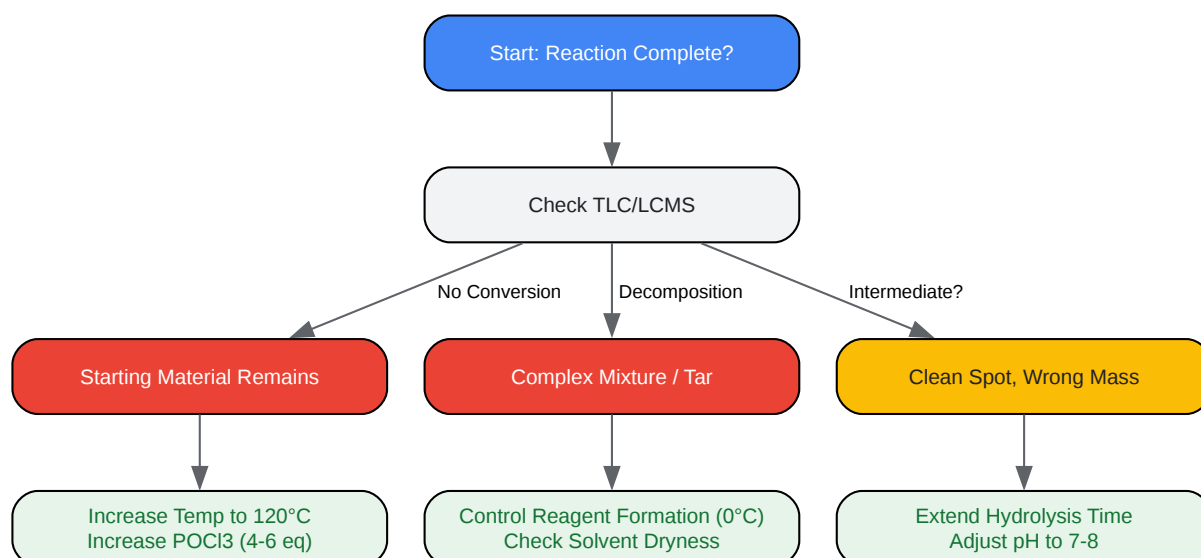 Start: Reaction Complete?
Check TLC/LCMS
No Conversion
Decomposition
Intermediate?
Starting Material Remains
Complex Mixture / Tar
Clean Spot, Wrong Mass
Increase Temp to 120°C
Increase POCl3 (4-6 eq)
Control Reagent Formation (0°C)
Check Solvent Dryness
Extend Hydrolysis Time
Adjust pH to 7-8